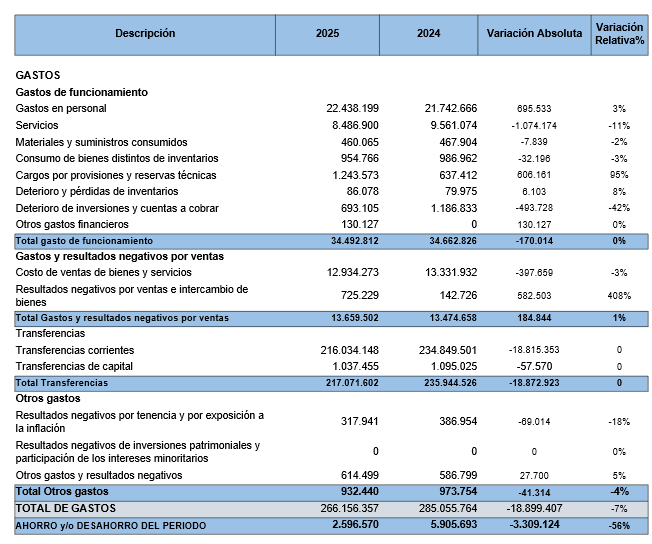 Descripción 2025 2024 Variación Absoluta Variación Relativa%
GASTOS
Gastos de funcionamiento
Gastos en personal 22.438.199 21.742.666 695.533 3%
Servicios 8.486.900 9.561.074 -1.074.174 -11%
Materiales y suministros consumidos 460.065 467.904 -7.839 -2%
Consumo de bienes distintos de inventarios 954.766 986.962 -32.196 -3%
Cargos por provisiones y reservas técnicas 1.243.573 637.412 606.161 95%
Deterioro y pérdidas de inventarios 86.078 79.975 6.103 8%
Deterioro de inversiones y cuentas a cobrar 693.105 1.186.833 -493.728 -42%
Otros gastos financieros 130.127 0 130.127 0%
Total gasto de funcionamiento 34.492.812 34.662.826 -170.014 0%
Gastos y resultados negativos por ventas
Costo de ventas de bienes y servicios 12.934.273 13.331.932 -397.659 -3%
Resultados negativos por ventas e intercambio de
bienes 725.229 142.726 582.503 408%
Total Gastos y resultados negativos por ventas 13.659.502 13.474.658 184.844 1%
Transferencias
Transferencias corrientes 216.034.148 234.849.501 -18.815.353 0
Transferencias de capital 1.037.455 1.095.025 -57.570 0
Total Transferencias 217.071.602 235.944.526 -18.872.923 0
Otros gastos
Resultados negativos por tenencia y por exposición a
la inflación 317.941 386.954 -69.014 -18%
Resultados negativos de inversiones patrimoniales y
participación de los intereses minoritarios 0 0 0 0%
Otros gastos y resultados negativos 614.499 586.799 27.700 5%
Total Otros gastos 932.440 973.754 -41.314 -4%
TOTAL DE GASTOS 266.156.357 285.055.764 -18.899.407 -7%
AHORRO y/o DESAHORRO DEL PERIODO 2.596.570 5.905.693 -3.309.124 -56%